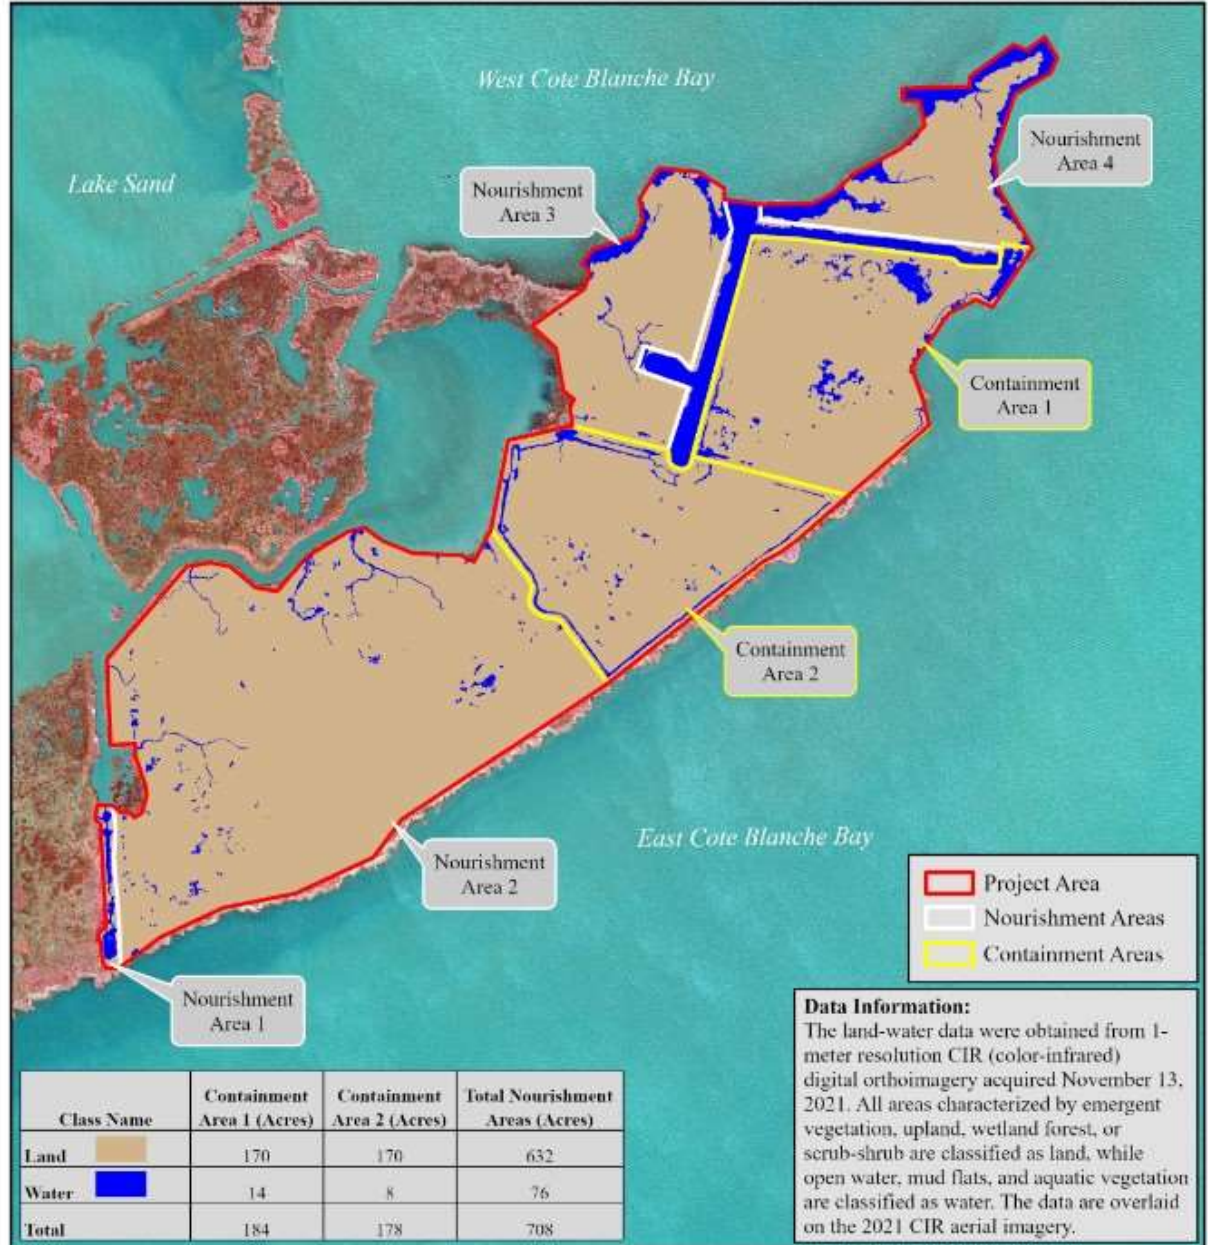 West Cote Blanche Bay
Nourishment
Area 4
Lake Sand
Nourishment
Area 3
Containment
Area 1
Containment
Area 2
East Cote Blanche Bay
Nourishment
Area 2
Nourishment
Area 1
Project Area
Nourishment Areas
Containment Areas
Data Information:
The land-water data were obtained from 1-
meter resolution CIR (color-infrared)
digital orthoimagery acquired November 13,
2021. All areas characterized by emergent
vegetation, upland, wetland forest, or
scrub-shrub are classified as land, while
open water, mud flats, and aquatic vegetation
are classified as water. The data are overlaid
on the 2021 CIR aerial imagery.
Class Name Containment Area 1 (Acres) Containment Area 2 (Acres) Total Nourishment Areas (Acres)
Land 170 170 632
Water 14 8 76
Total 184 178 708